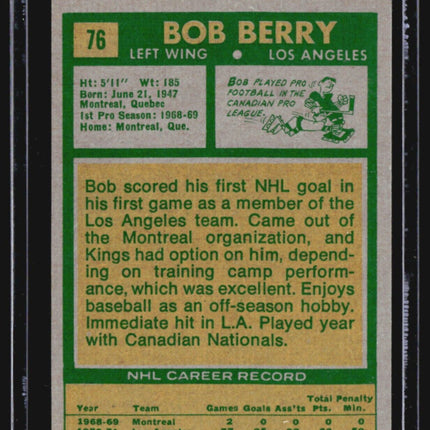 76
BOB BERRY
LEFT WING • LOS ANGELES
Ht: 5'11" Wt: 185
Born: June 21, 1947
Montreal, Quebec
1st Pro Season: 1968-69
Home: Montreal, Que.
BOB PLAYED PRO
FOOTBALL IN THE
CANADIAN PRO
LEAGUE.
Bob scored his first NHL goal in
his first game as a member of the
Los Angeles team. Came out of
the Montreal organization, and
Kings had option on him, depend-
ing on training camp perform-
ance, which was excellent. Enjoys
baseball as an off-season hobby.
Immediate hit in L.A. Played year
with Canadian Nationals.
NHL CAREER RECORD
Total Penalty
Year Team Games Goals Ass'ts Pts. Min.
1968-69 Montreal 2 0 0 0 0